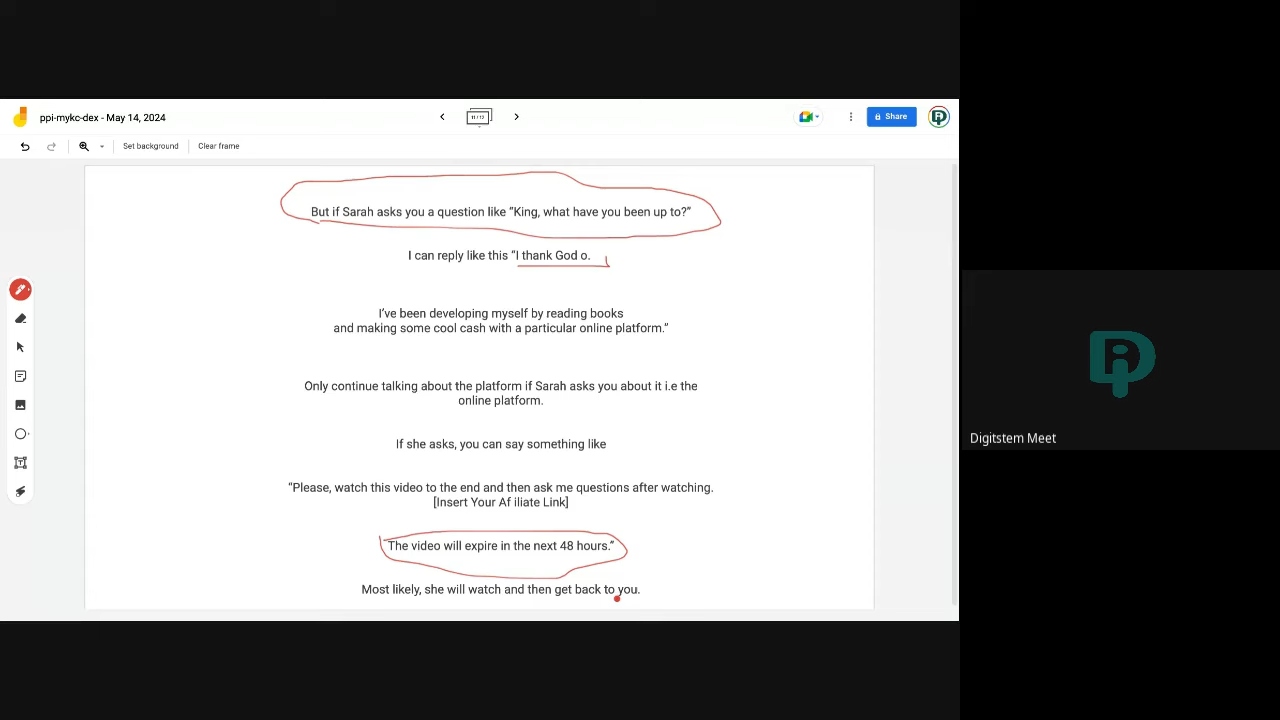 ppi-mykc-dex - May 14, 2024
11 / 12
Share
Set background
Clear frame
But if Sarah asks you a question like “King, what have you been up to?”
I can reply like this “I thank God o.
I’ve been developing myself by reading books
and making some cool cash with a particular online platform.”
Only continue talking about the platform if Sarah asks you about it i.e the
online platform.
If she asks, you can say something like
“Please, watch this video to the end and then ask me questions after watching.
[Insert Your Af iliate Link]
The video will expire in the next 48 hours.”
Most likely, she will watch and then get back to you.
Digitstem Meet